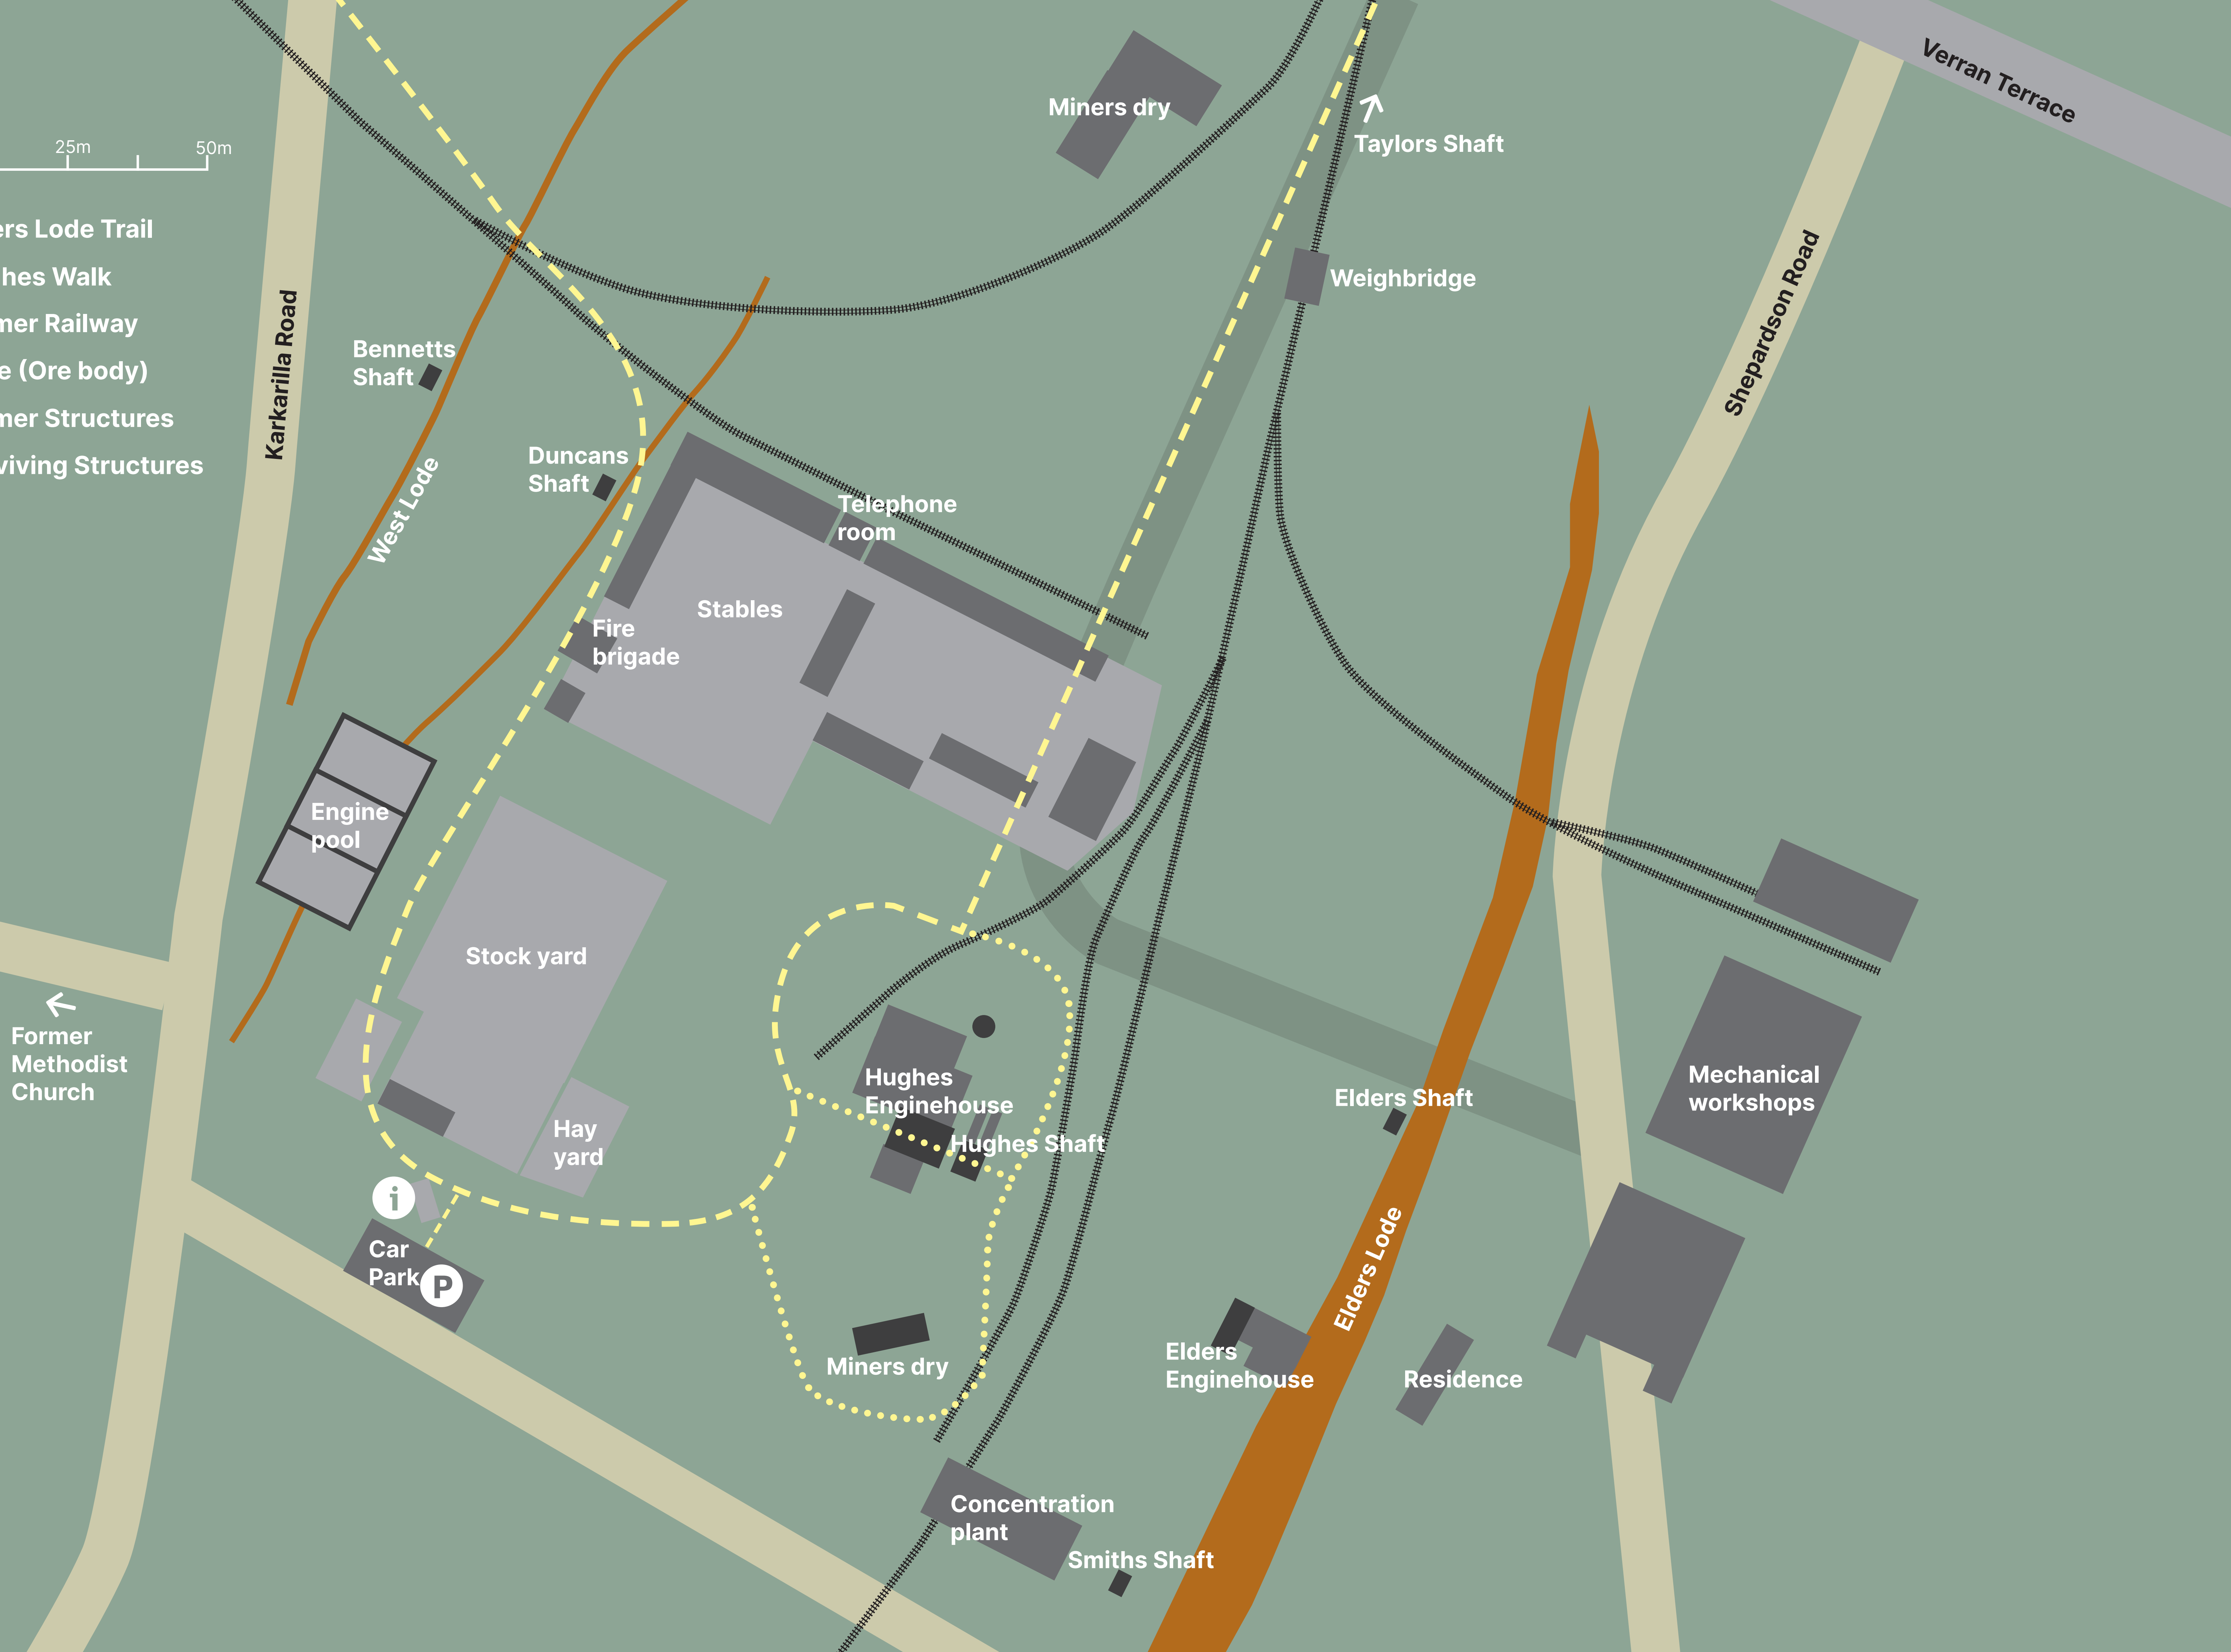 Verran Terrace
Miners dry
Taylors Shaft
25m
50m
ers Lode Trail
hes Walk
mer Railway
e (Ore body)
mer Structures
viving Structures
Karkarilla Road
Weighbridge
Shepardson Road
Bennetts
Shaft
West Lode
Duncans
Shaft
Telephone
room
Stables
Fire
brigade
Engine
pool
Stock yard
Former
Methodist
Church
Hughes
Enginehouse
Hughes Shaft
Elders Shaft
Mechanical
workshops
Hay
yard
i
Car
Park
P
Elders Lode
Miners dry
Elders
Enginehouse
Residence
Concentration
plant
Smiths Shaft